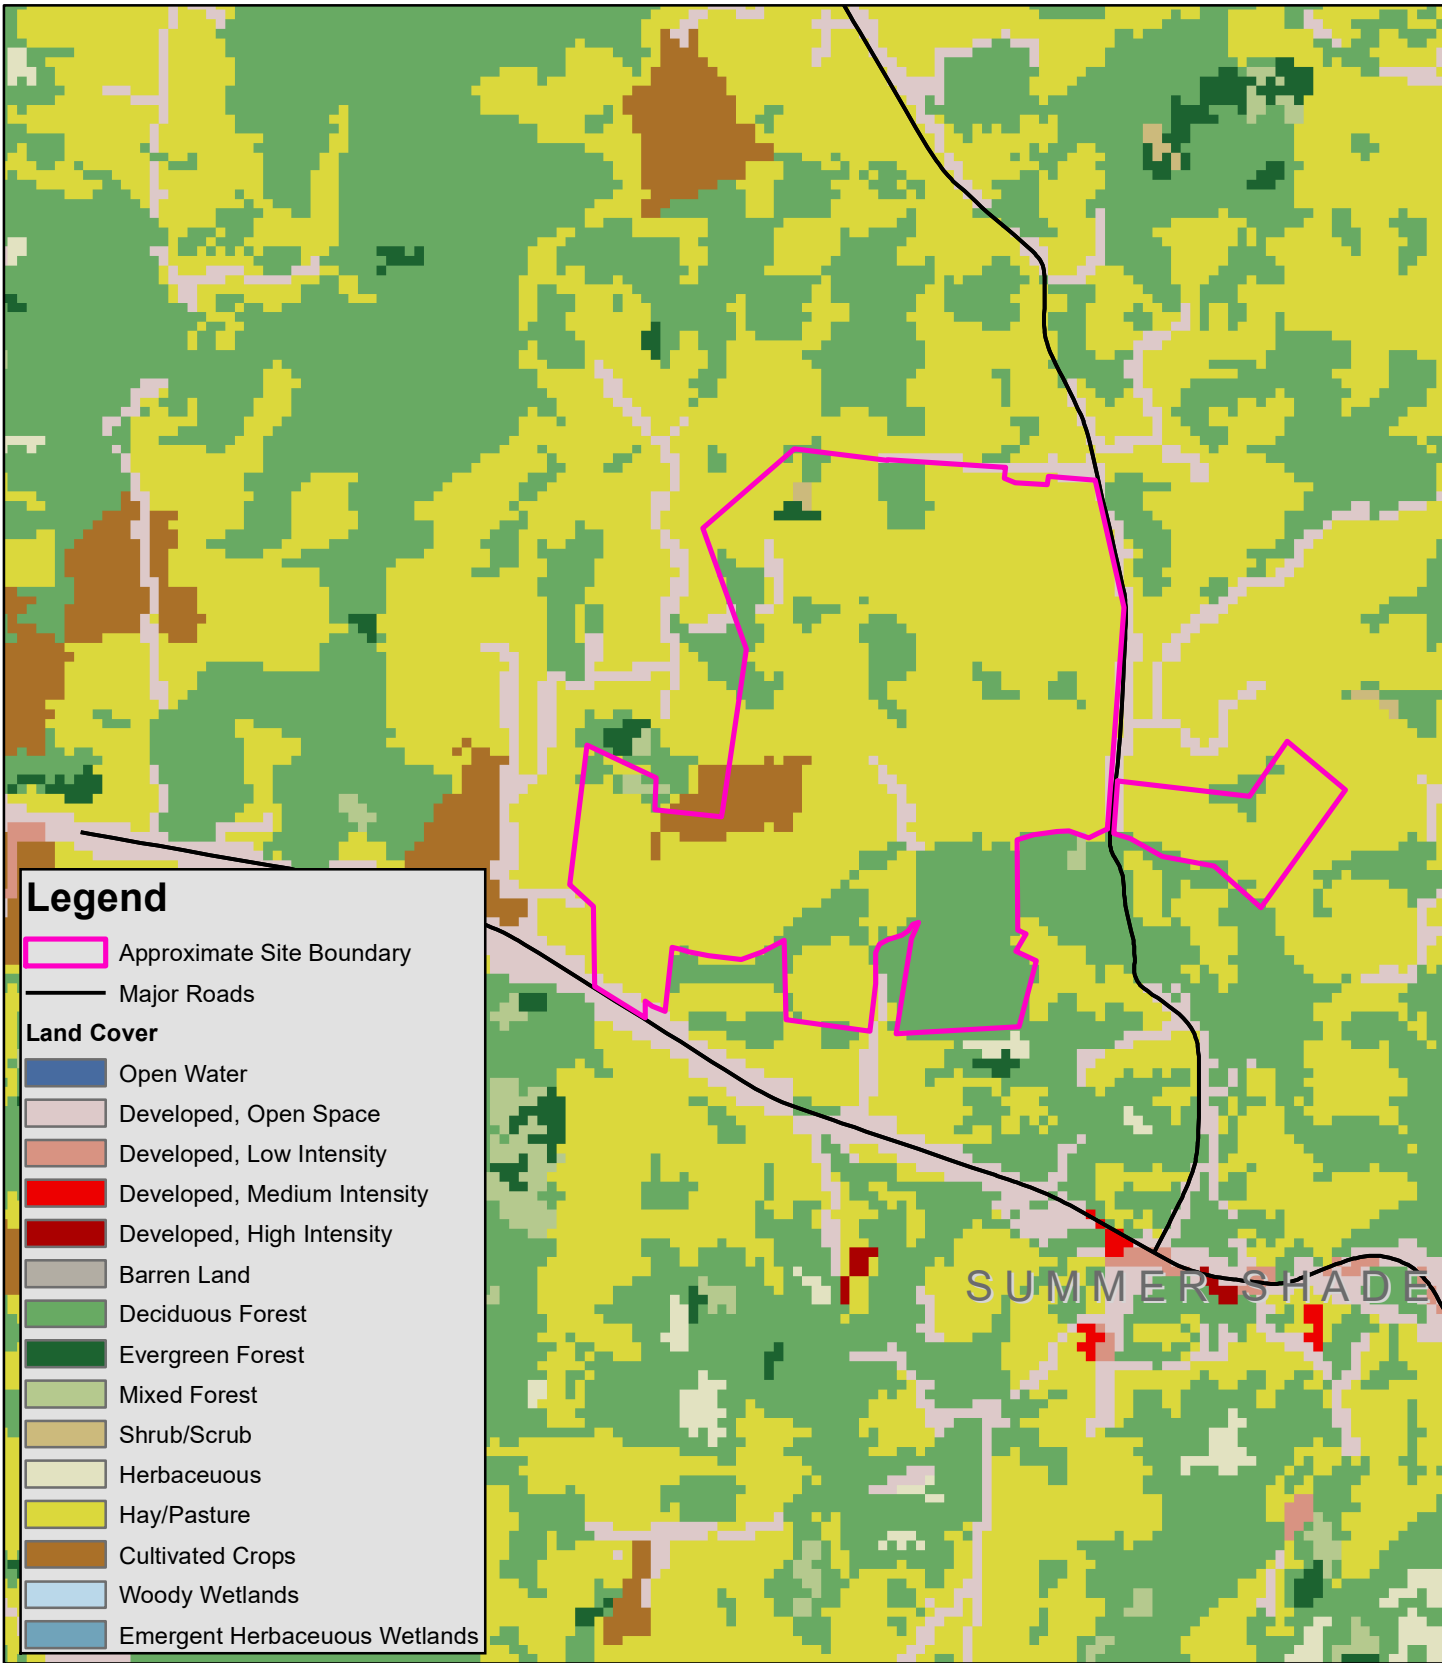 Legend
Approximate Site Boundary
Major Roads
Land Cover
Open Water
Developed, Open Space
Developed, Low Intensity
Developed, Medium Intensity
Developed, High Intensity
Barren Land
Deciduous Forest
Evergreen Forest
Mixed Forest
Shrub/Scrub
Herbaceuous
Hay/Pasture
Cultivated Crops
Woody Wetlands
Emergent Herbaceuous Wetlands
SUMMER SHADE